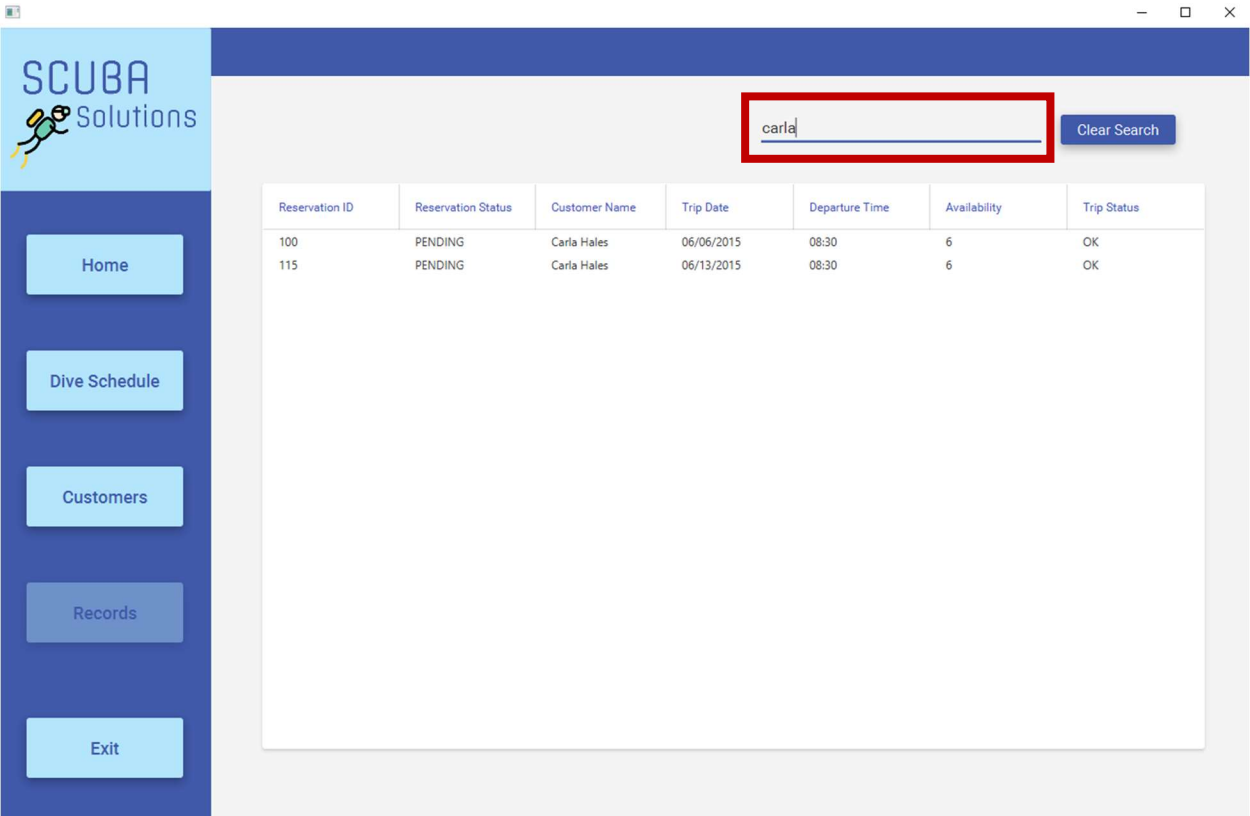 SCUBA
Solutions
carla
Clear Search
Reservation ID Reservation Status Customer Name Trip Date Departure Time Availability Trip Status
100 PENDING Carla Hales 06/06/2015 08:30 6 OK
115 PENDING Carla Hales 06/13/2015 08:30 6 OK
Home
Dive Schedule
Customers
Records
Exit